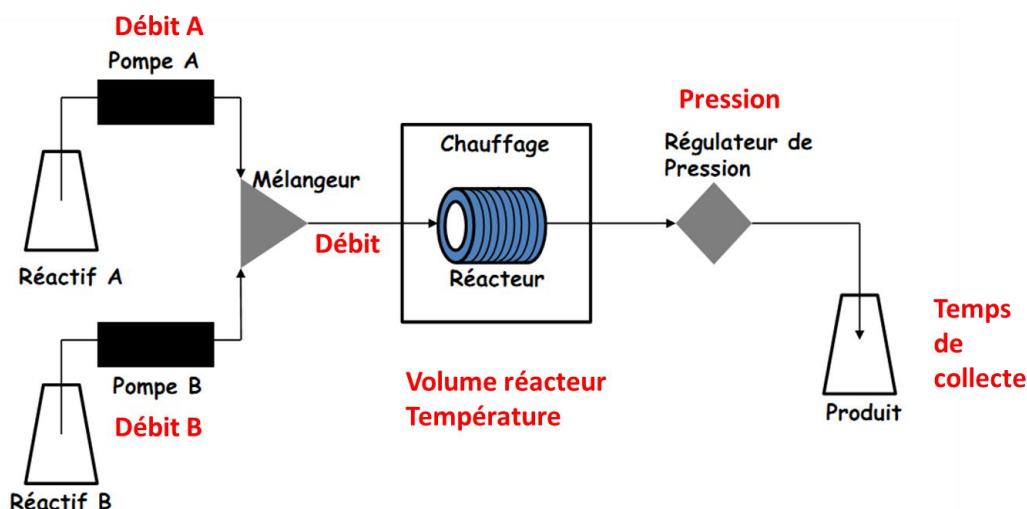 Débit A
Pompe A
Réactif A
Mélangeur
Débit
Pompe B
Débit B
Réactif B
Chauffage
Réacteur
Volume réacteur
Température
Pression
Régulateur de
Pression
Produit
Temps
de
collecte